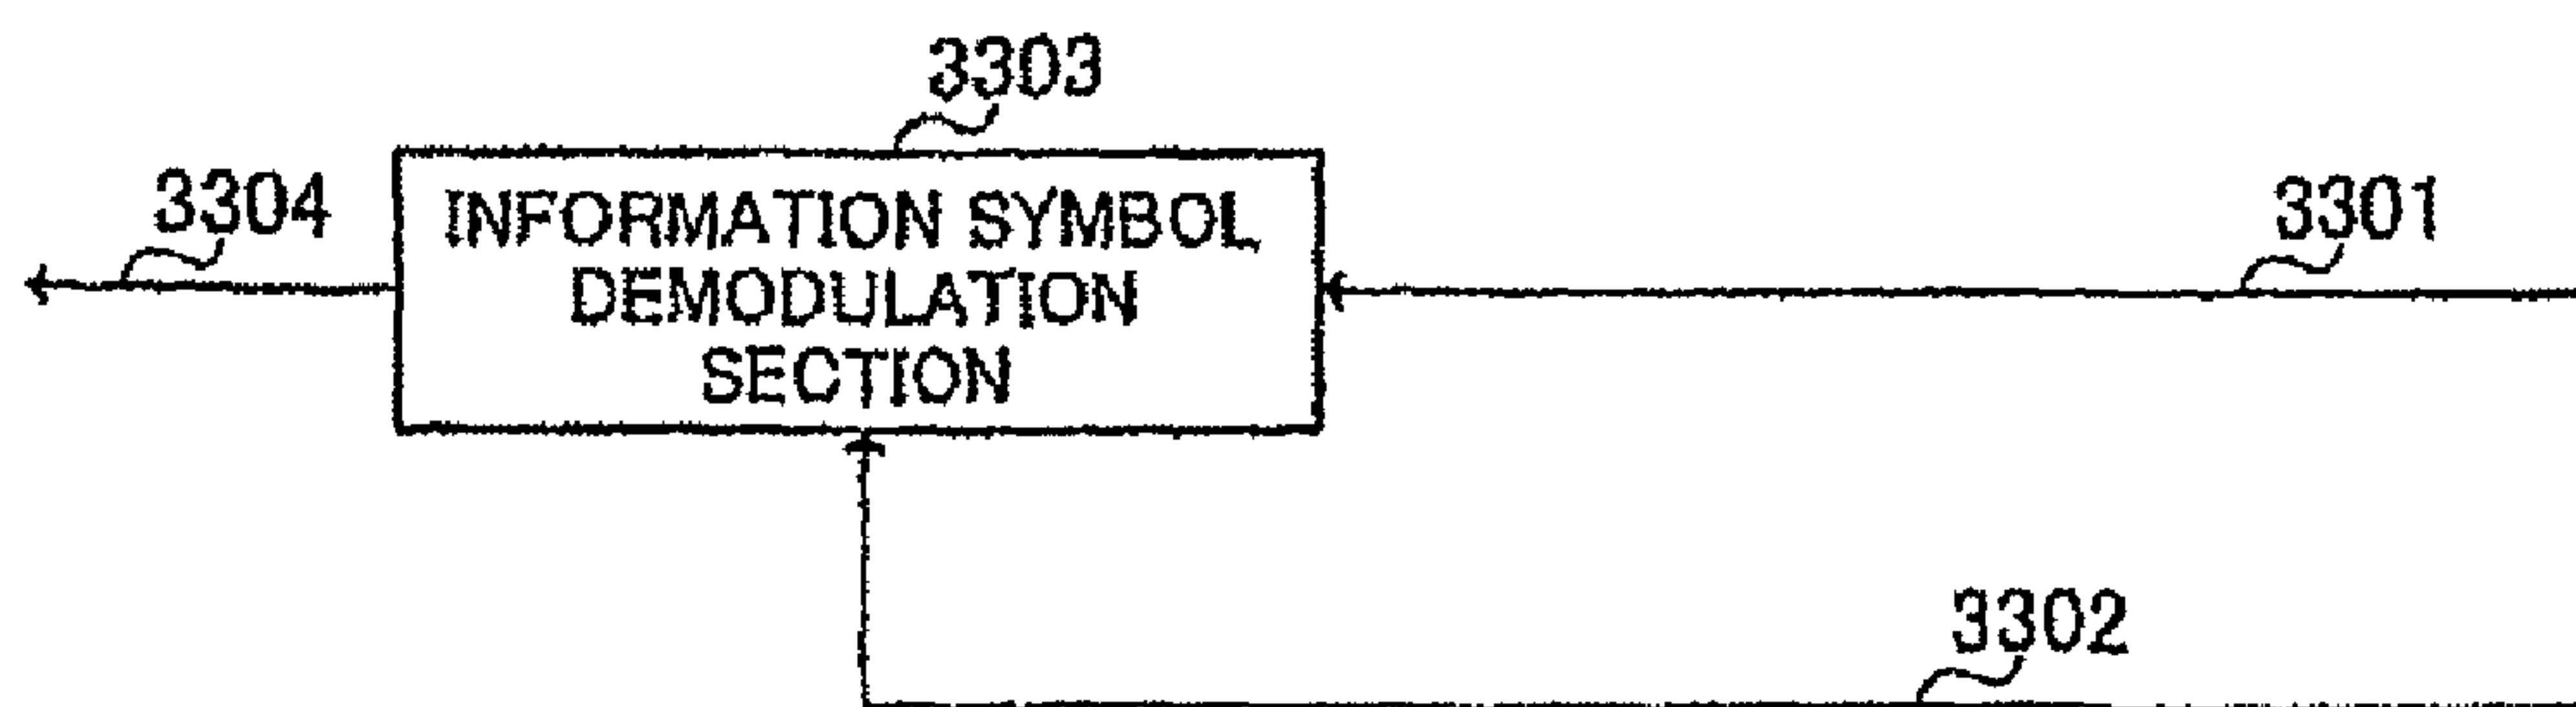 3303
3304
INFORMATION SYMBOL
DEMODULATION
SECTION
3301
3302